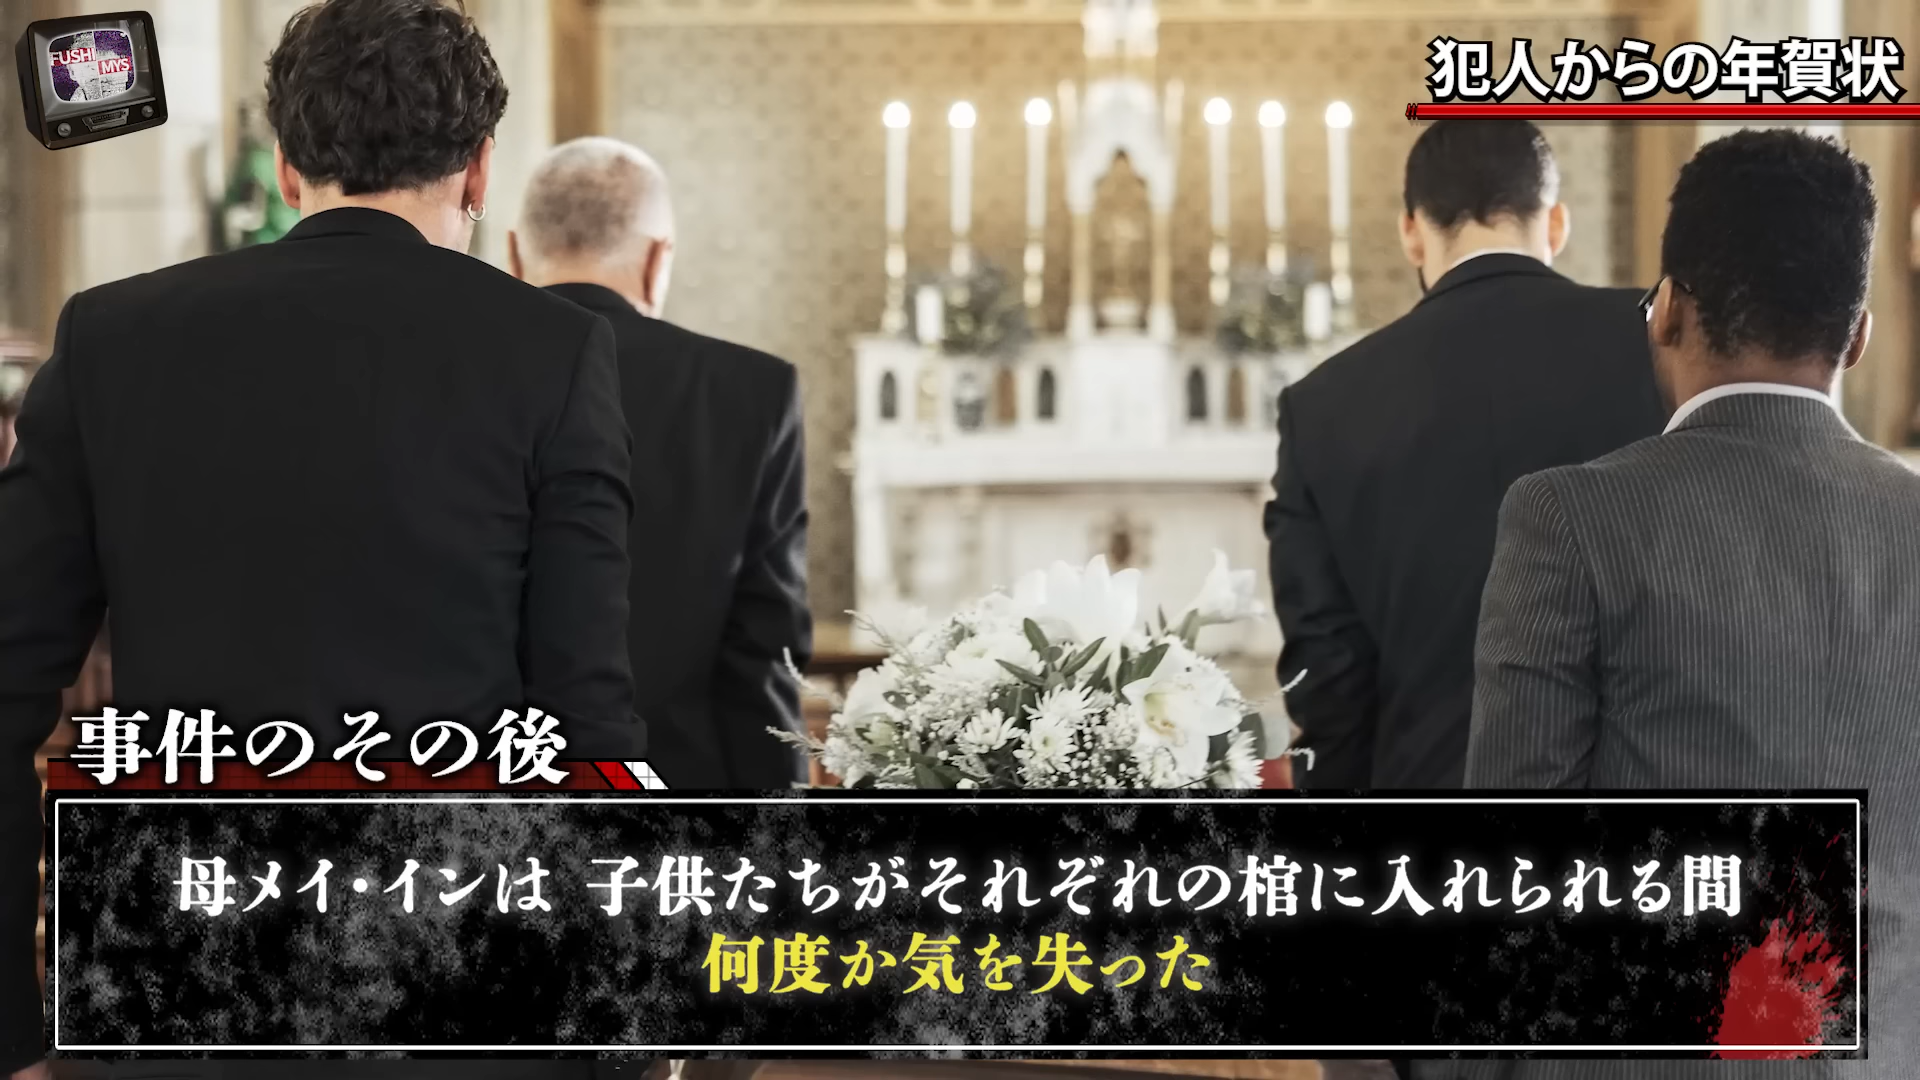 FUSHI
MYS
犯人からの年賀状
事件のその後
母メイ・インは 子供たちがそれぞれの棺に入れられる間
何度か気を失った